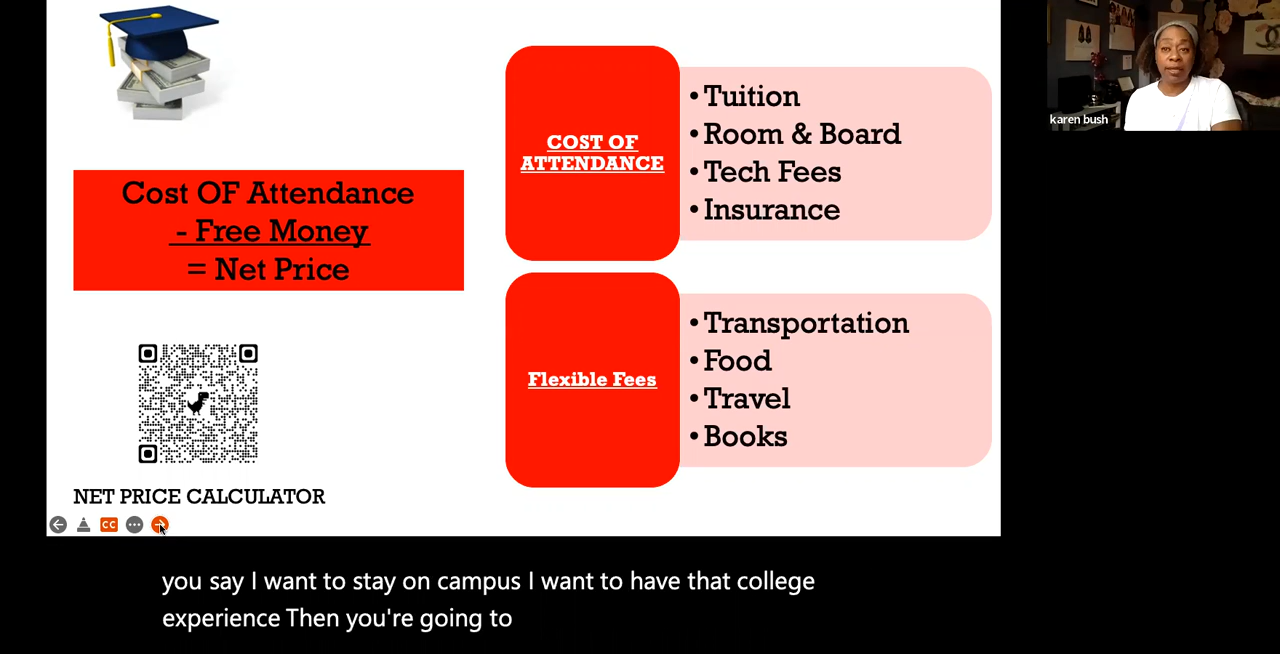 Cost OF Attendance
- Free Money
= Net Price
NET PRICE CALCULATOR
COST OF
ATTENDANCE
• Tuition
• Room & Board
• Tech Fees
• Insurance
Flexible Fees
• Transportation
• Food
• Travel
• Books
CC
karen bush
you say I want to stay on campus I want to have that college
experience Then you're going to